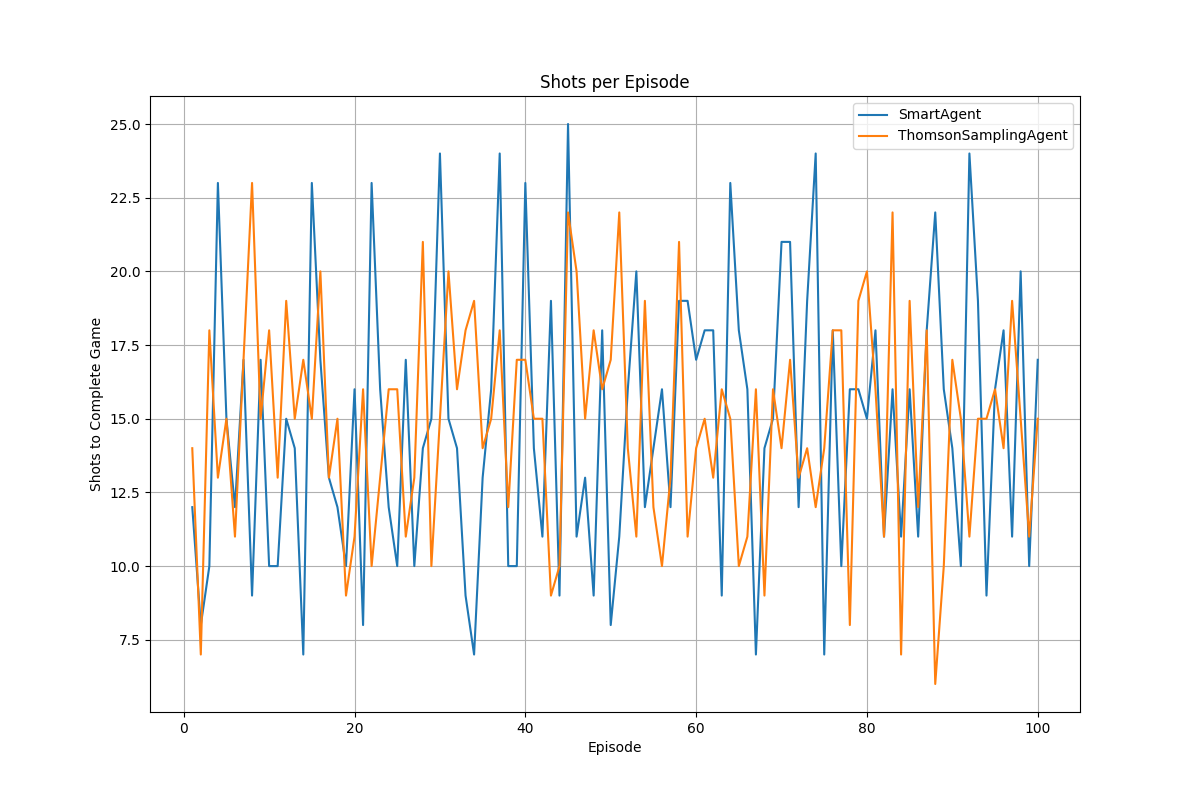 Shots per Episode
SmartAgent
ThomsonSamplingAgent
Shots to Complete Game
25.0
22.5
20.0
17.5
15.0
12.5
10.0
7.5
0 20 40 60 80 100
Episode